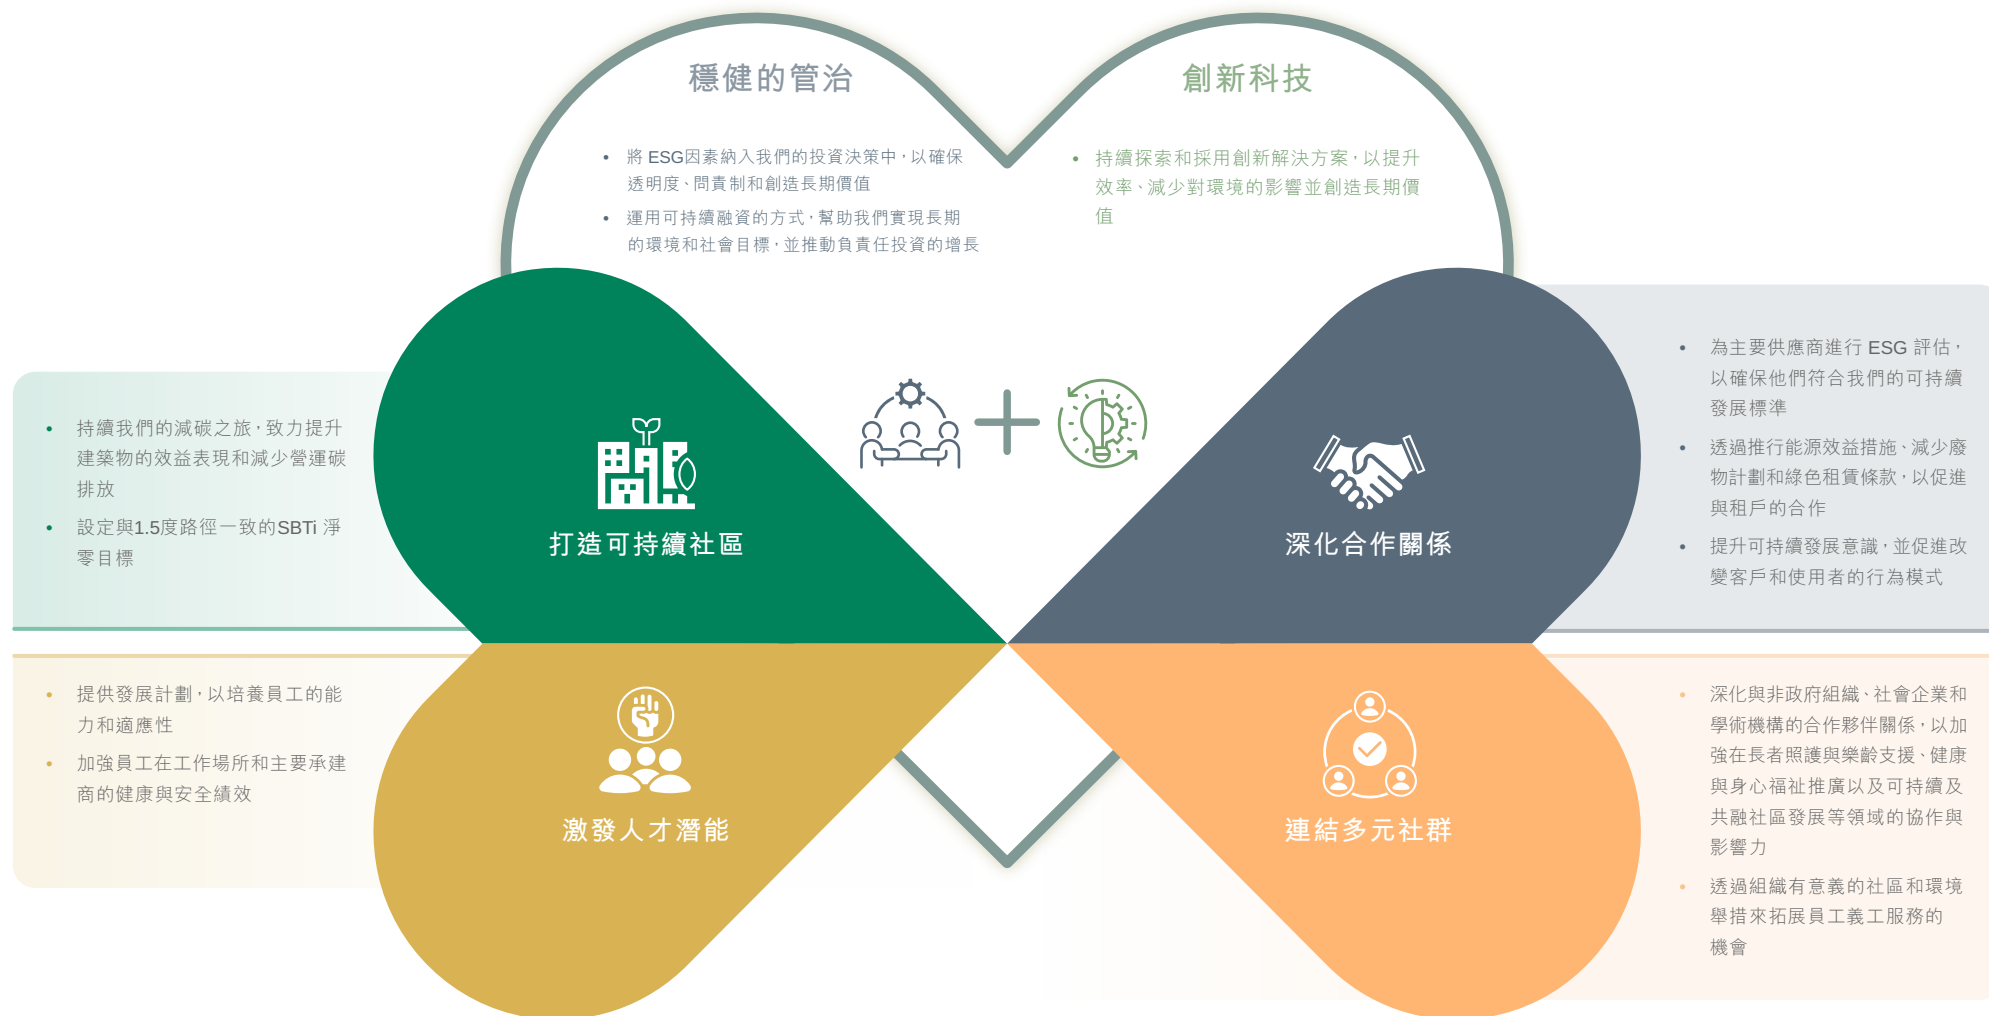 穩健的管治
• 將 ESG因素納入我們的投資決策中，以確保
透明度、問責制和創造長期價值
• 運用可持續融資的方式，幫助我們實現長期
的環境和社會目標，並推動負責任投資的增長
創新科技
• 持續探索和採用創新解決方案，以提升
效率、減少對環境的影響並創造長期價
值
• 持續我們的減碳之旅，致力提升
建築物的效益表現和減少營運碳
排放
• 設定與1.5度路徑一致的SBTi 淨
零目標
打造可持續社區
深化合作關係
• 為主要供應商進行 ESG 評估，
以確保他們符合我們的可持續
發展標準
• 透過推行能源效益措施、減少廢
物計劃和綠色租賃條款，以促進
與租戶的合作
• 提升可持續發展意識，並促進改
變客戶和使用者的行為模式
• 提供發展計劃，以培養員工的能
力和適應性
• 加強員工在工作場所和主要承建
商的健康與安全績效
激發人才潛能
連結多元社群
• 深化與非政府組織、社會企業和
學術機構的合作夥伴關係，以加
強在長者照護與樂齡支援、健康
與身心福祉推廣以及可持續及
共融社區發展等領域的協作與
影響力
• 透過組織有意義的社區和環境
舉措來拓展員工義工服務的
機會